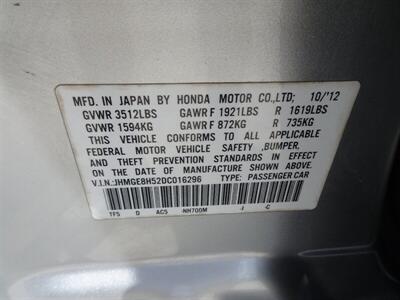 MFD. IN JAPAN BY HONDA MOTOR CO.,LTD; 10/'12
GVWR 3512LBS GAWR F 1921LBS R 1619LBS
GVWR 1594KG GAWR F 872KG R 735KG
THIS VEHICLE CONFORMS TO ALL APPLICABLE
FEDERAL MOTOR VEHICLE SAFETY ,BUMPER,
AND THEFT PREVENTION STANDARDS IN EFFECT
ON THE DATE OF MANUFACTURE SHOWN ABOVE.
V.I.N.:JHMGE8H52DC016296 TYPE: PASSENGER CAR
TF5 D AC5 NH700M J C